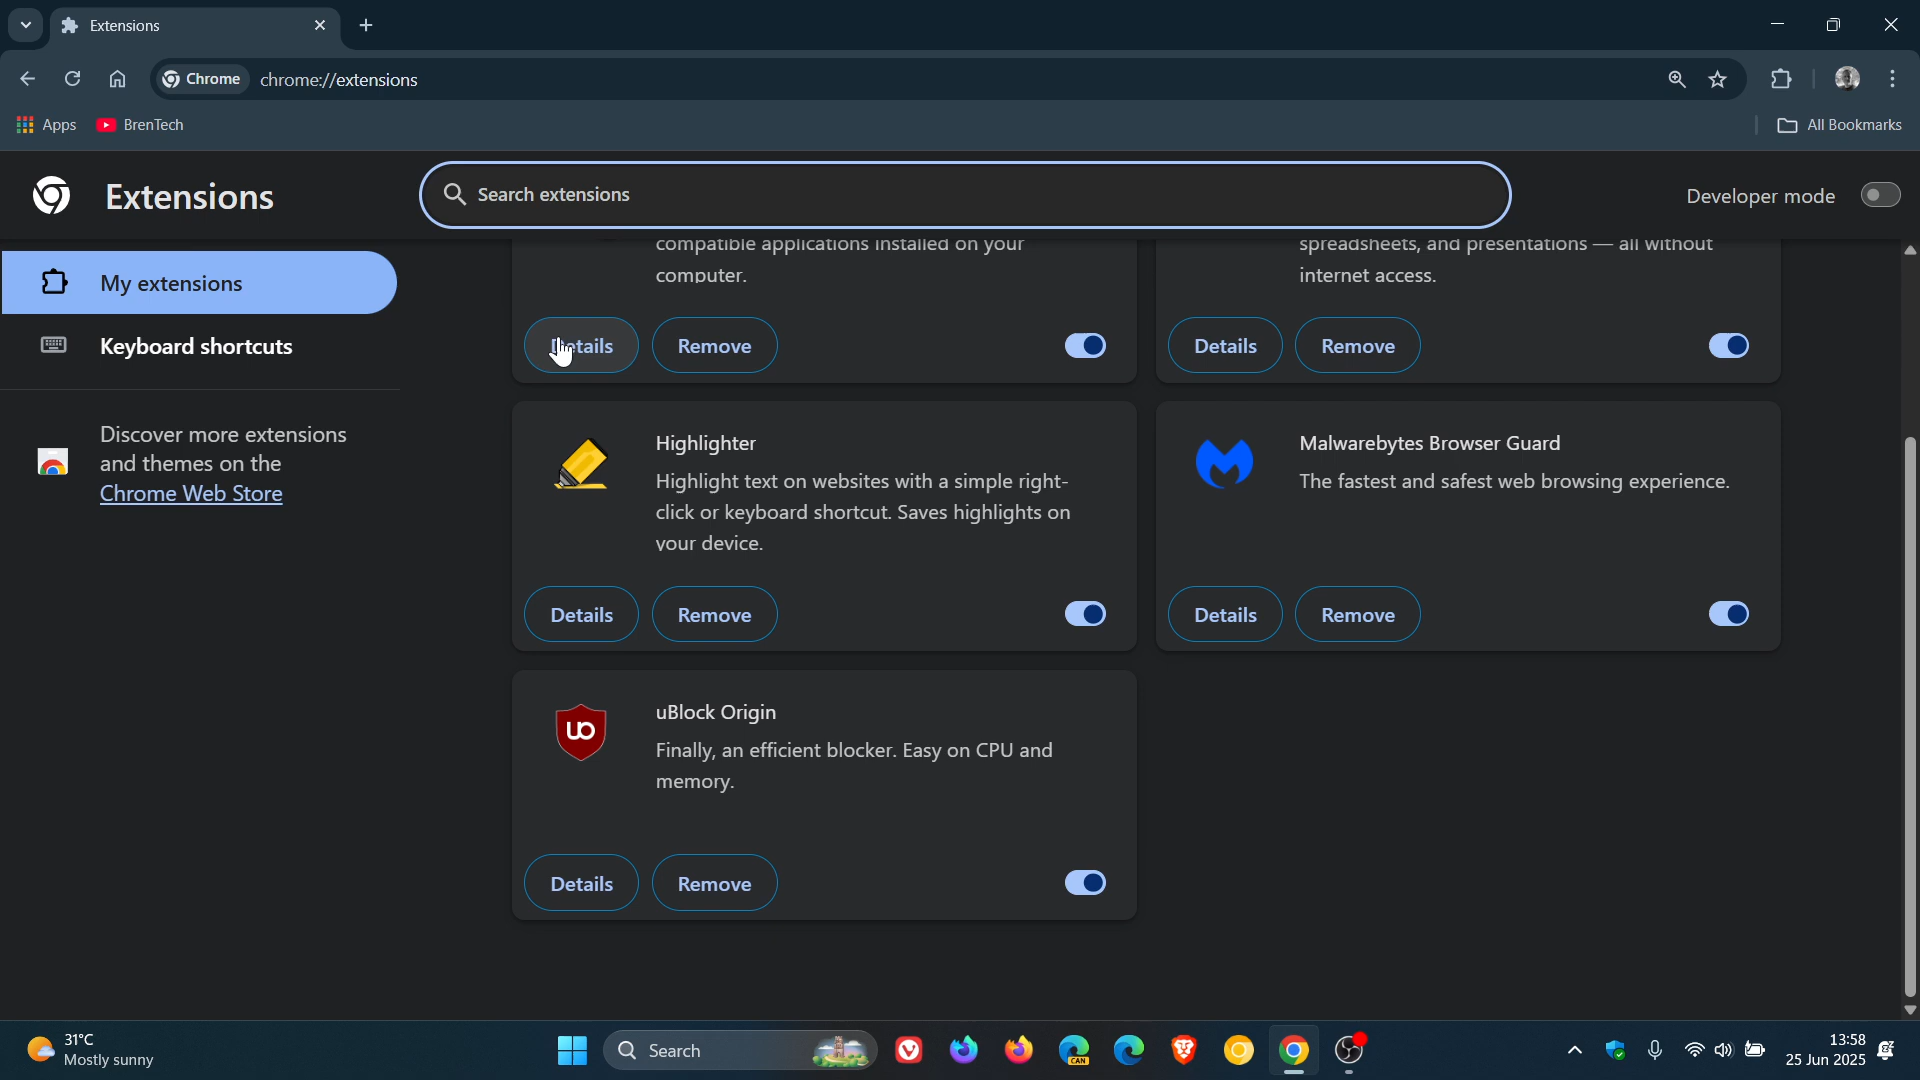 Extensions
Chrome
chrome://extensions
Apps
BrenTech
All Bookmarks
Extensions
Search extensions
Developer mode
My extensions
Keyboard shortcuts
Discover more extensions
and themes on the
Chrome Web Store
compatible applications installed on your
computer.
Details
Remove
spreadsheets, and presentations — all without
internet access.
Details
Remove
Highlighter
Highlight text on websites with a simple right-
click or keyboard shortcut. Saves highlights on
your device.
Details
Remove
Malwarebytes Browser Guard
The fastest and safest web browsing experience.
Details
Remove
uBlock Origin
Finally, an efficient blocker. Easy on CPU and
memory.
Details
Remove
31°C
Mostly sunny
Search
CAN
13:58
25 Jun 2025